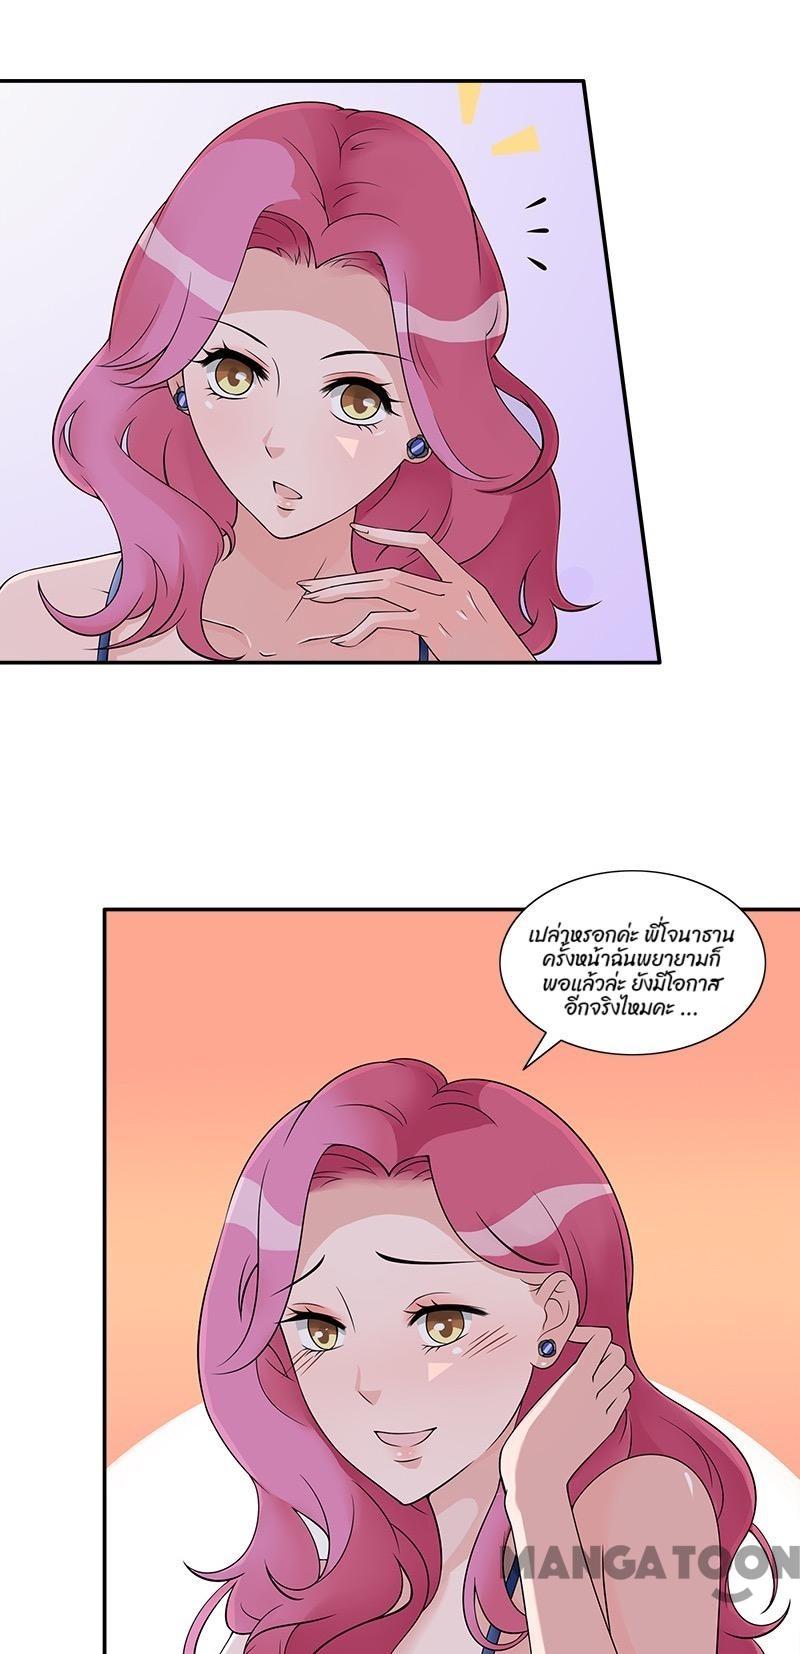 เปล่าหรอกค่ะ พี่โจนาธาน
ครั้งหน้าฉันพยายามก็
พอแล้วล่ะ ยังมีโอกาส
อีกจริงไหมคะ ...
MANGATOON